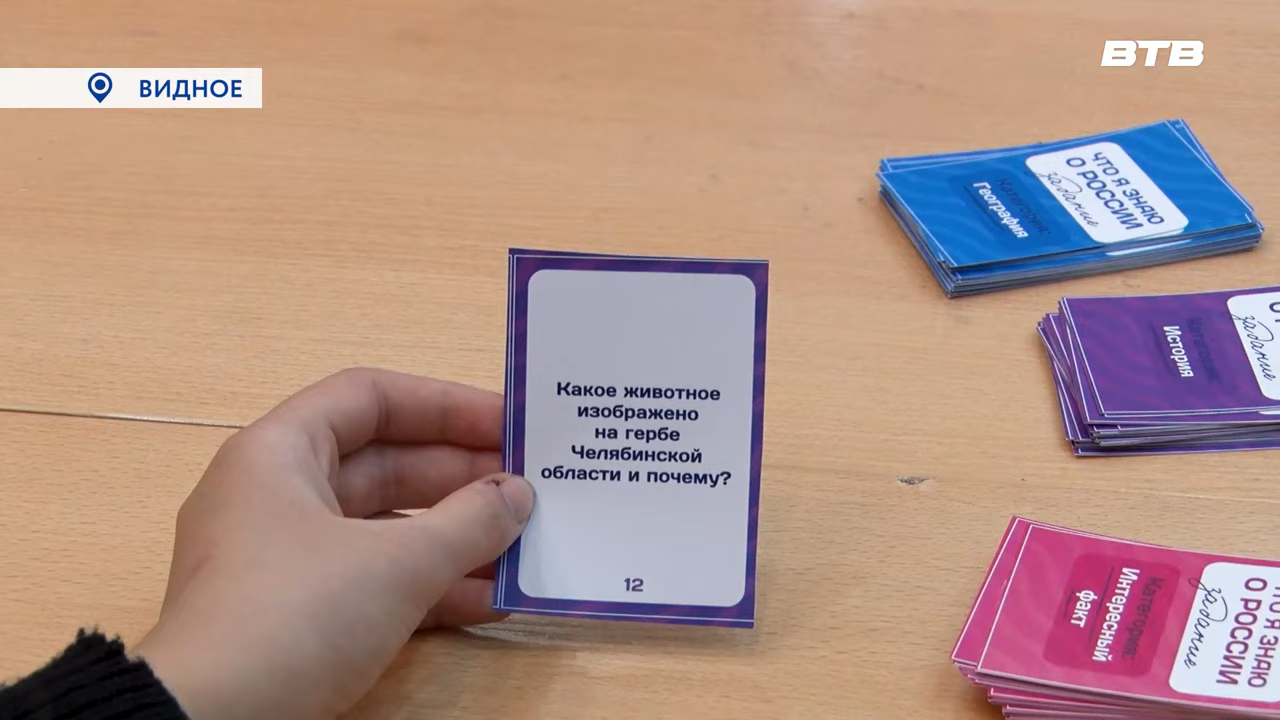 ВИДНОЕ
ВТВ
Какое животное
изображено
на гербе
Челябинской
области и почему?
12
ЧТО Я ЗНАЮ
О РОССИИ
задание
Категория:
География
задание
Категория:
История
О РОССИИ
задание
Категория:
Интересный
факт